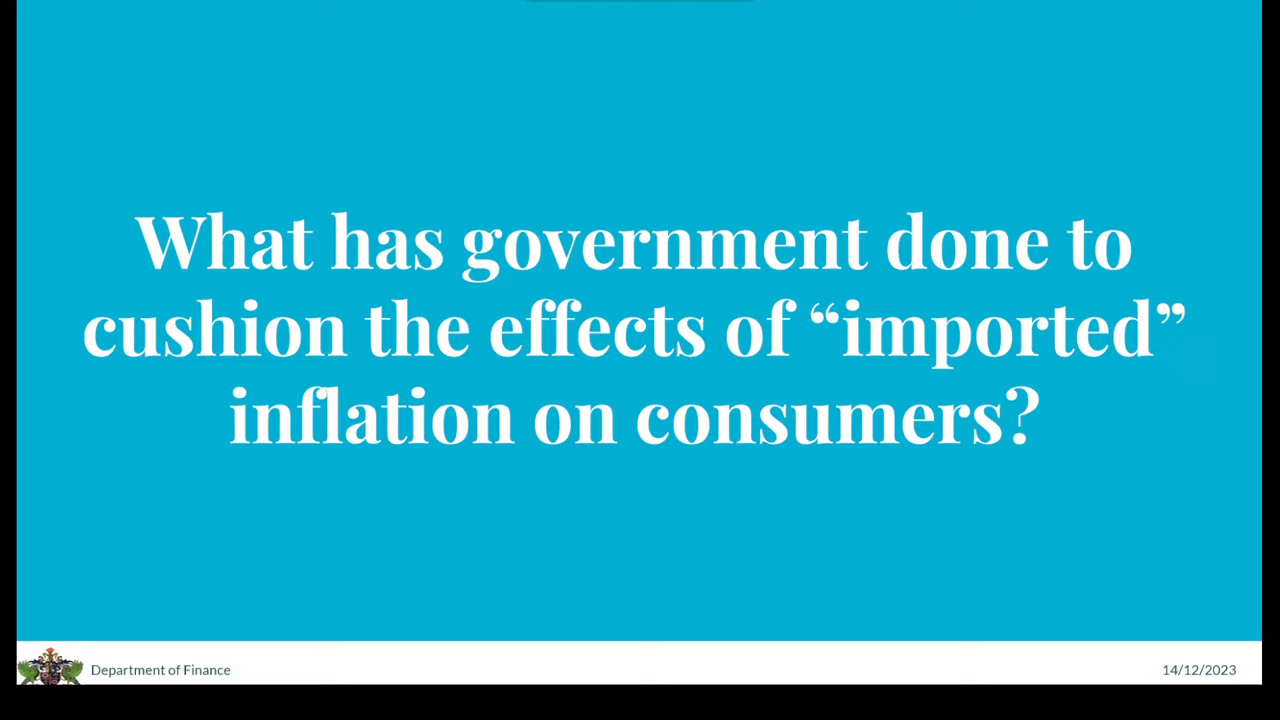 What has government done to
cushion the effects of “imported”
inflation on consumers?
Department of Finance
14/12/2023